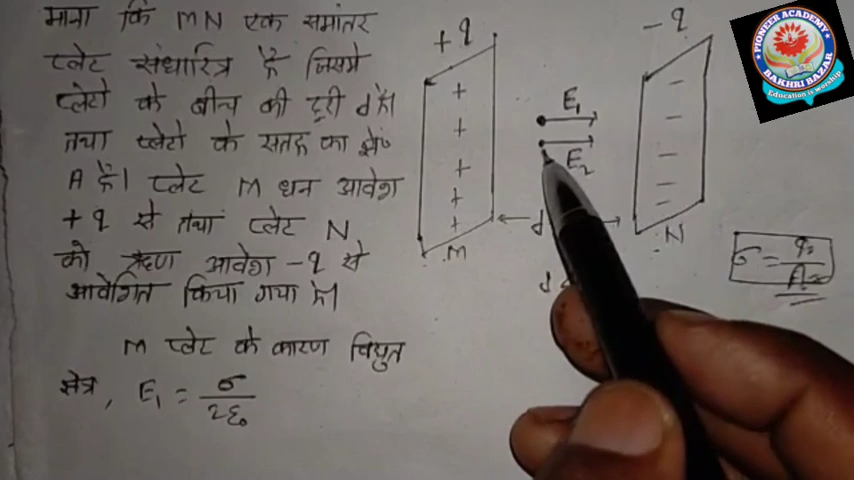 माना कि MN एक समांतर
प्लेट संधारित्र है जिसमे
प्लेटो के बीच की दूरी d है।
तथा प्लेटो के सतह का क्षे०
A है। प्लेट M धन आवेश
+q से तथा प्लेट N
को ऋण आवेश -q से
आवेशित किया गया है।
M प्लेट के कारण विद्युत
क्षेत्र, E₁ = σ/2ε₀
+q
-q
+
+
+
+
+
M
E₁
E₂
d
d
−
−
−
−
−
N
σ = q/A
PIONEER ACADEMY
BAKHRI BAZAR
Education is worship